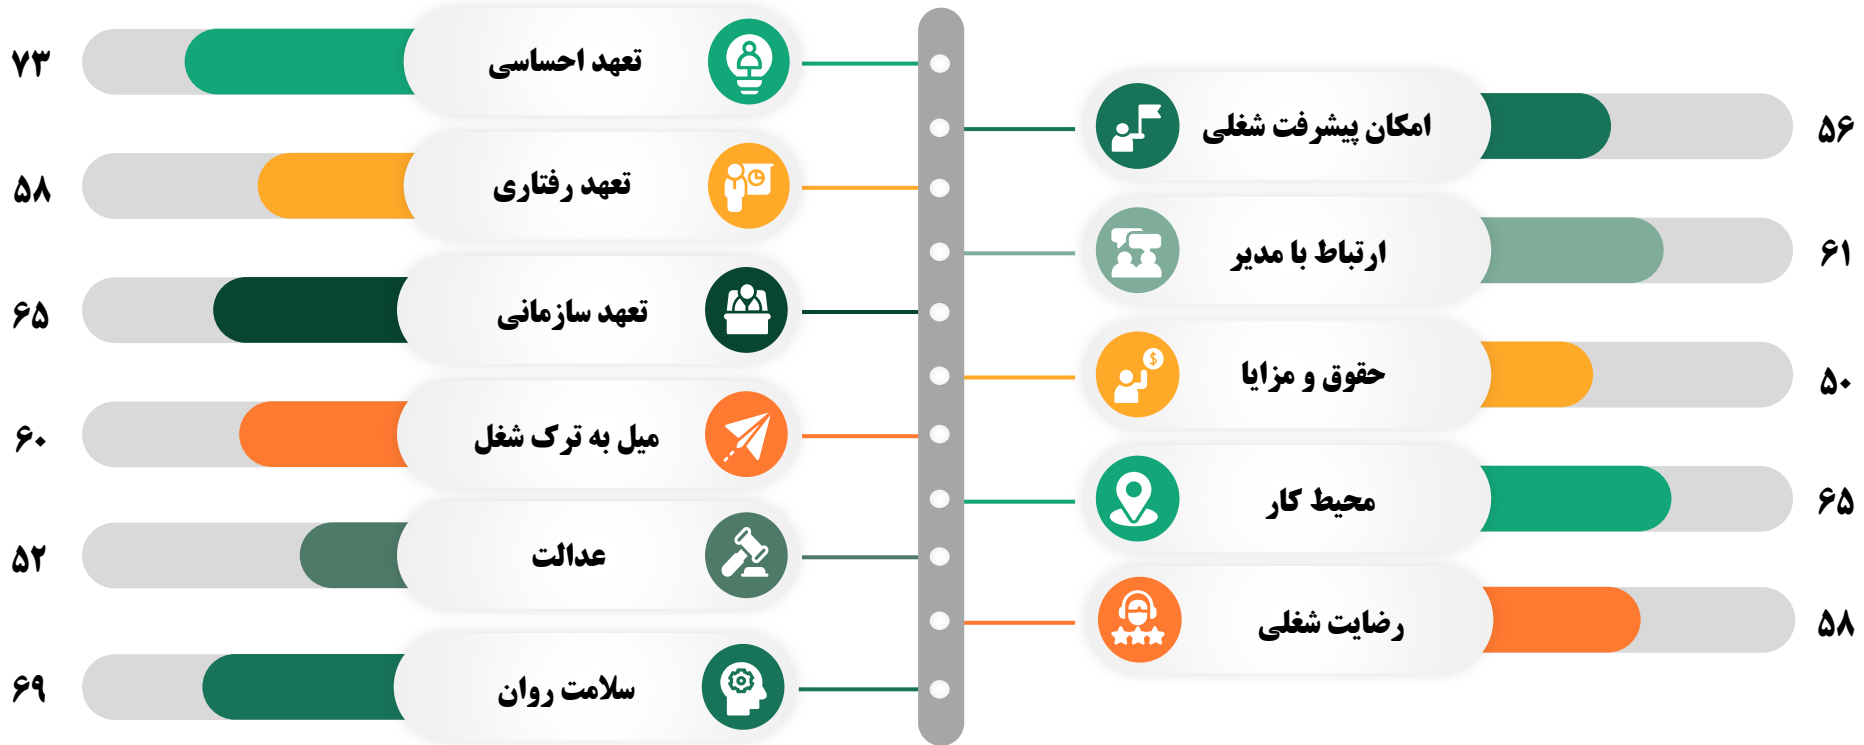 تعهد احساسی
۷۳
امکان پیشرفت شغلی
۵۶
تعهد رفتاری
۵۸
ارتباط با مدیر
۶۱
تعهد سازمانی
۶۵
حقوق و مزایا
۵۰
میل به ترک شغل
۶۰
محیط کار
۶۵
عدالت
۵۲
رضایت شغلی
۵۸
سلامت روان
۶۹
$